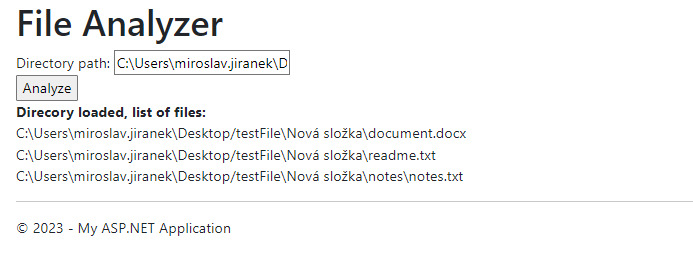 File Analyzer
Directory path: C:\Users\miroslav.jiranek\D
Analyze
Direcory loaded, list of files:
C:\Users\miroslav.jiranek\Desktop/testFile\Nová složka\document.docx
C:\Users\miroslav.jiranek\Desktop/testFile\Nová složka\readme.txt
C:\Users\miroslav.jiranek\Desktop/testFile\Nová složka\notes\notes.txt
© 2023 - My ASP.NET Application